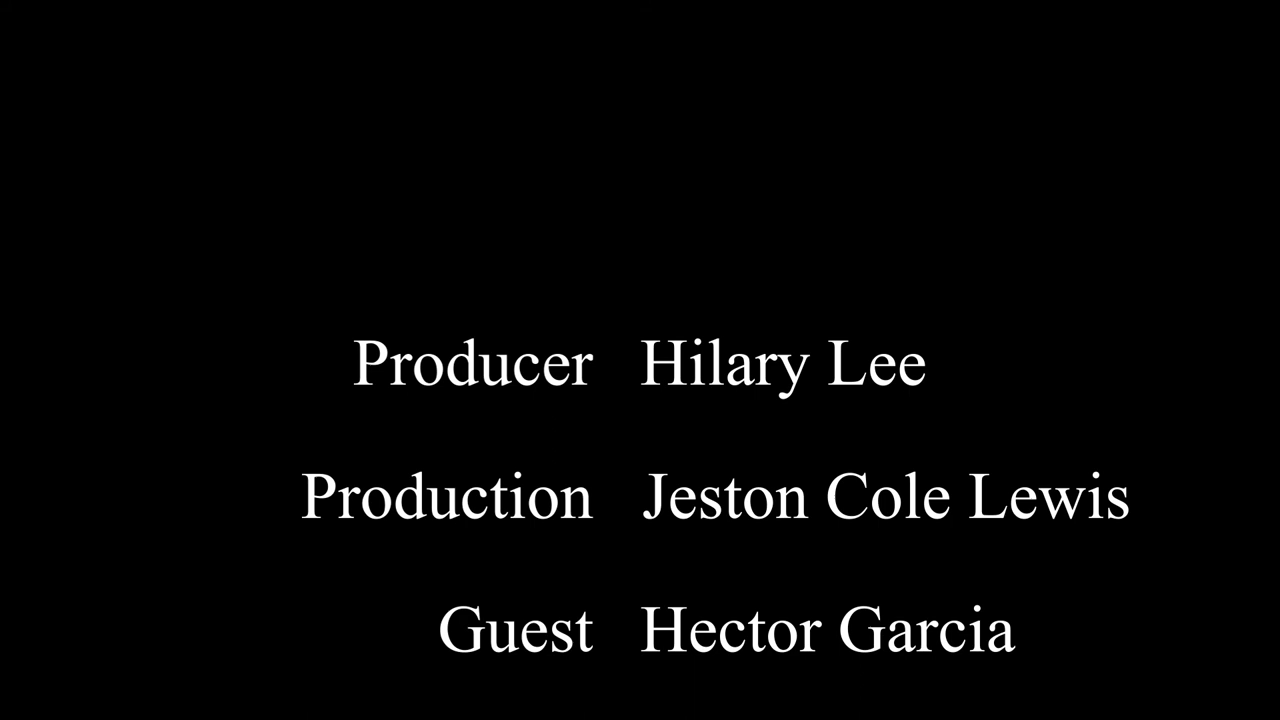 Producer Hilary Lee
Production Jeston Cole Lewis
Guest Hector Garcia